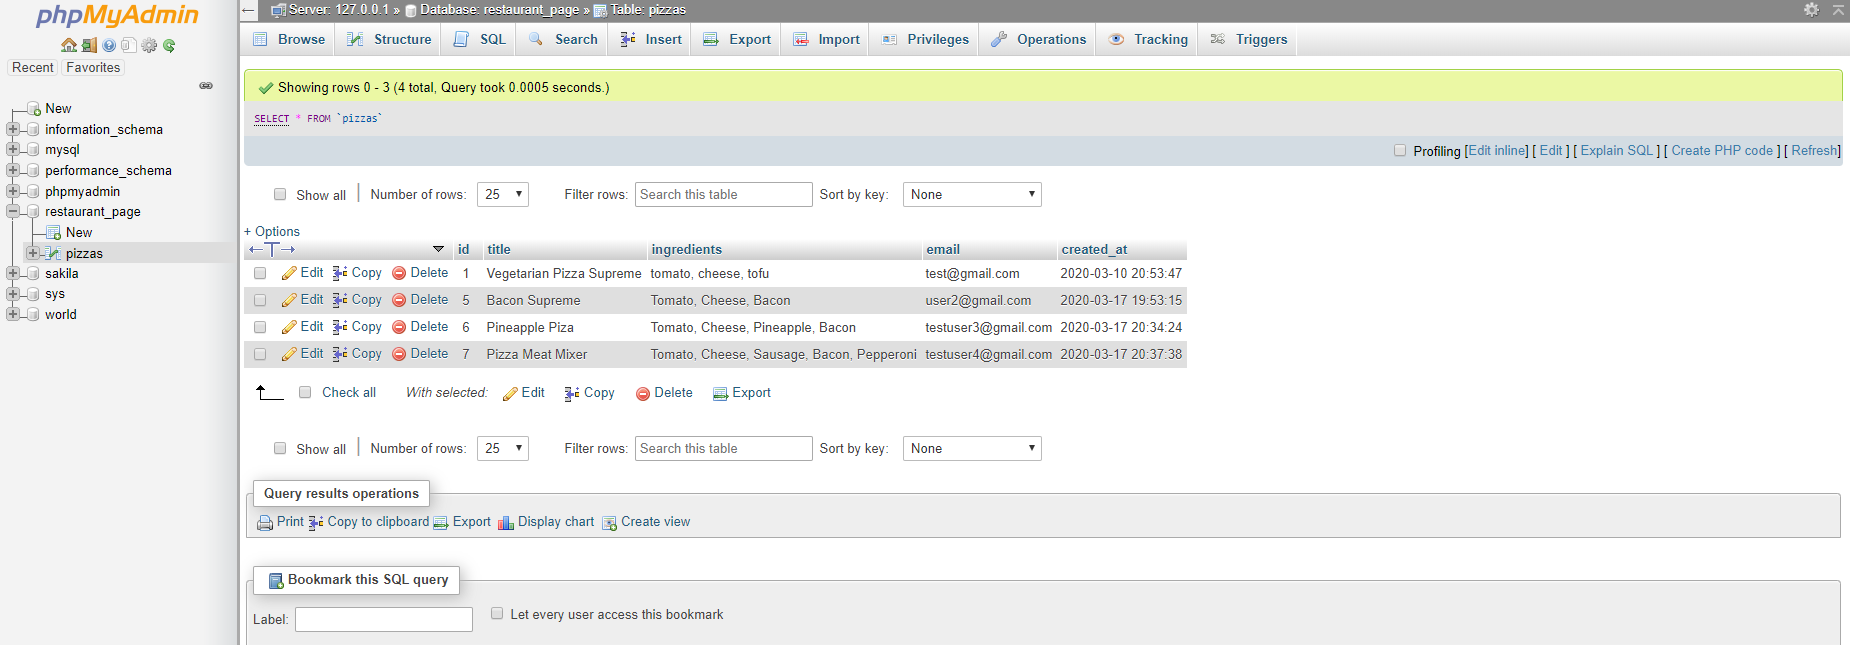 phpMyAdmin
Recent Favorites
New
information_schema
mysql
performance_schema
phpmyadmin
restaurant_page
New
pizzas
sakila
sys
world
Server: 127.0.0.1 » Database: restaurant_page » Table: pizzas
Browse Structure SQL Search Insert Export Import Privileges Operations Tracking Triggers
Showing rows 0 - 3 (4 total, Query took 0.0005 seconds.)
SELECT * FROM `pizzas`
Profiling [Edit inline] [ Edit ] [ Explain SQL ] [ Create PHP code ] [ Refresh]
Show all Number of rows: 25 Filter rows: Search this table Sort by key: None
+ Options
id title ingredients email created_at
Edit Copy Delete 1 Vegetarian Pizza Supreme tomato, cheese, tofu test@gmail.com 2020-03-10 20:53:47
Edit Copy Delete 5 Bacon Supreme Tomato, Cheese, Bacon user2@gmail.com 2020-03-17 19:53:15
Edit Copy Delete 6 Pineapple Piza Tomato, Cheese, Pineapple, Bacon testuser3@gmail.com 2020-03-17 20:34:24
Edit Copy Delete 7 Pizza Meat Mixer Tomato, Cheese, Sausage, Bacon, Pepperoni testuser4@gmail.com 2020-03-17 20:37:38
Check all With selected: Edit Copy Delete Export
Show all Number of rows: 25 Filter rows: Search this table Sort by key: None
Query results operations
Print Copy to clipboard Export Display chart Create view
Bookmark this SQL query
Label: Let every user access this bookmark